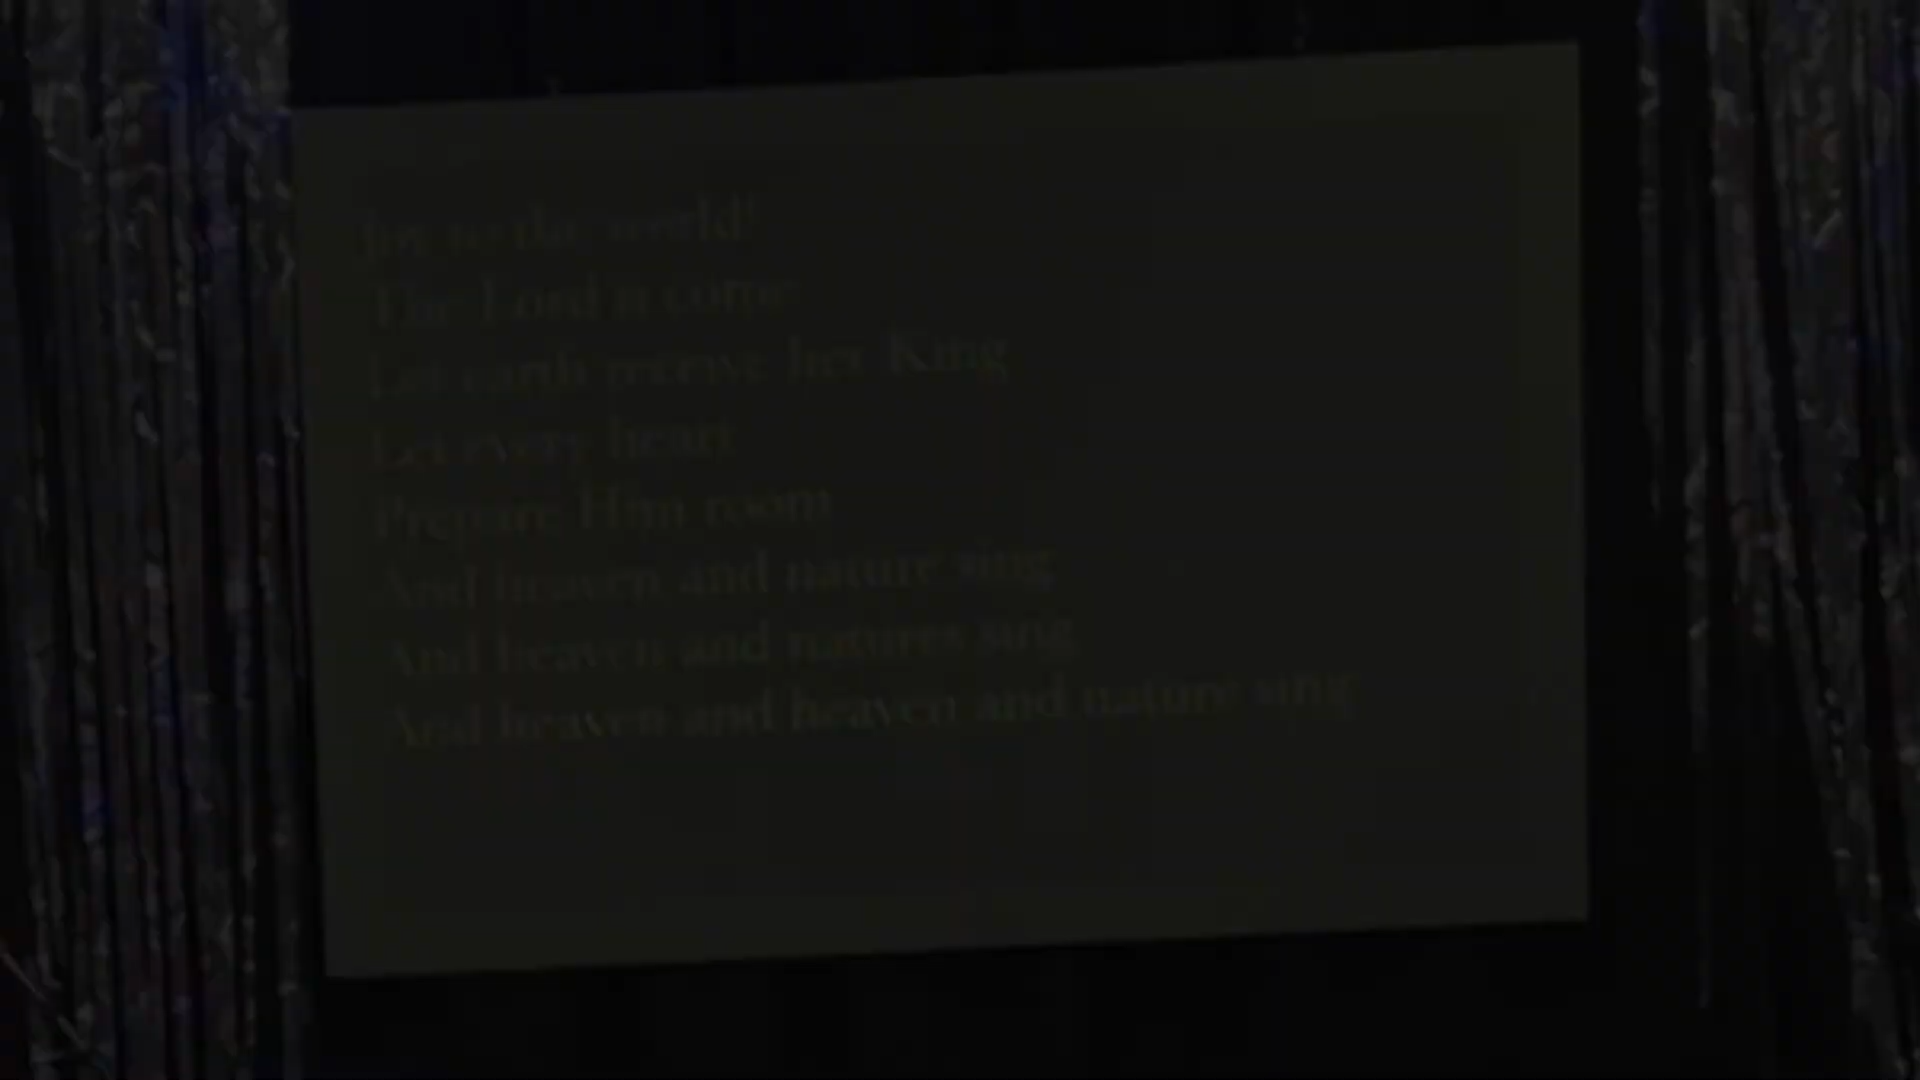 Joy to the world!
The Lord is come
Let earth receive her King
Let every heart
Prepare Him room
And heaven and nature sing
And heaven and natures sing
And heaven and heaven and nature sing